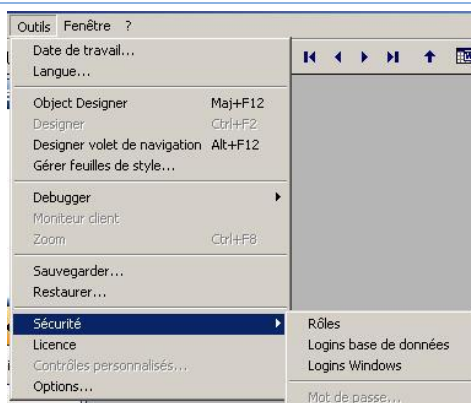 Outils Fenêtre ?
Date de travail...
Langue...
Object Designer Maj+F12
Designer Ctrl+F2
Designer volet de navigation Alt+F12
Gérer feuilles de style...
Debugger
Moniteur client
Zoom Ctrl+F8
Sauvegarder...
Restaurer...
Sécurité
Licence
Contrôles personnalisés...
Options...
Rôles
Logins base de données
Logins Windows
Mot de passe...